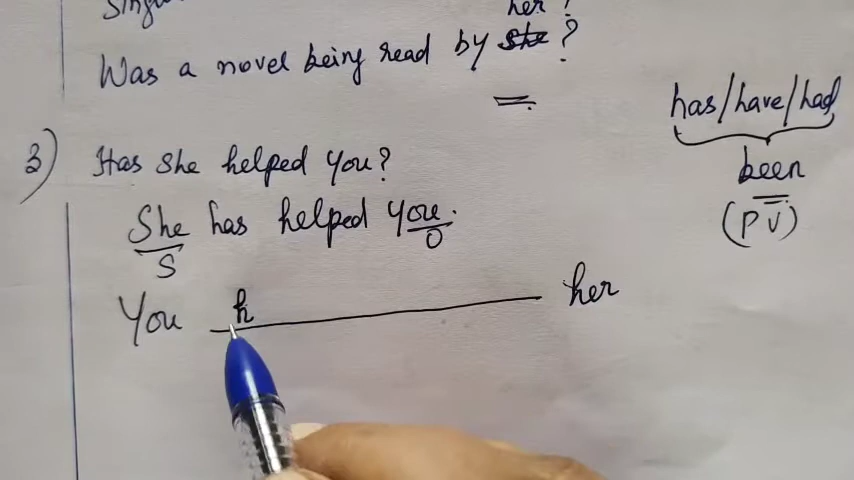 her?
Was a novel being read by she ?
has/have/had
been
(PV)
3) Has she helped you?
She has helped you.
S O
You h her